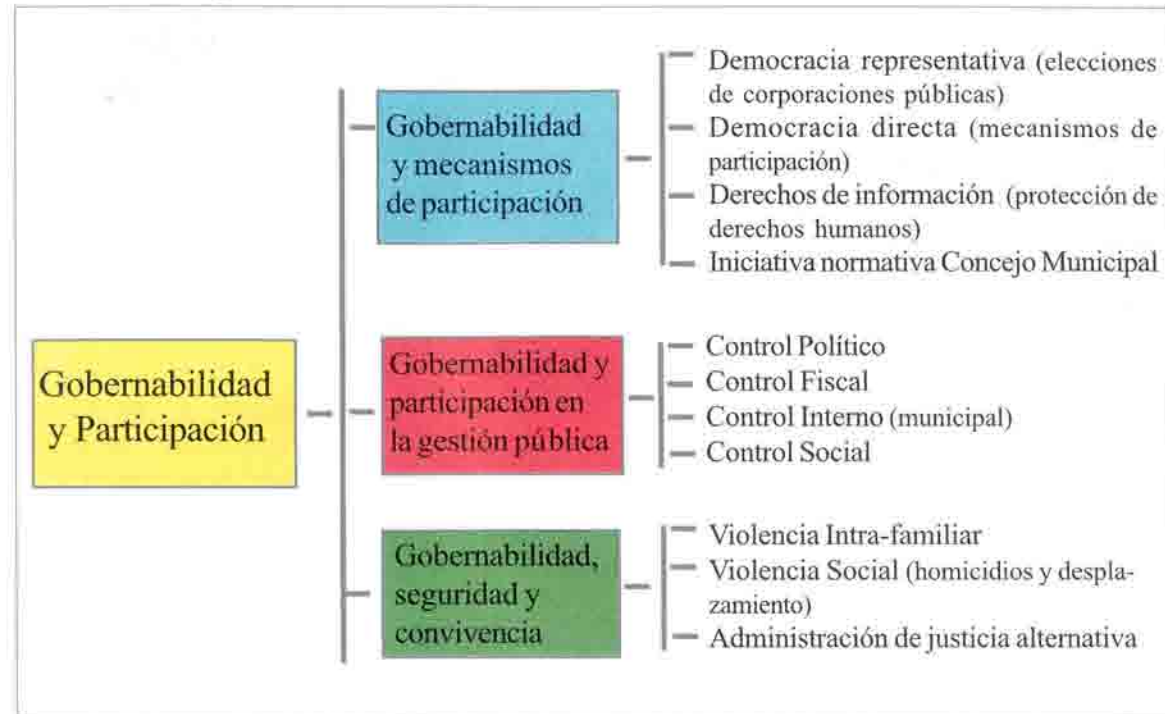 Gobernabilidad
y Participación
Gobernabilidad
y mecanismos
de participación
Democracia representativa (elecciones
de corporaciones públicas)
Democracia directa (mecanismos de
participación)
Derechos de información (protección de
derechos humanos)
Iniciativa normativa Concejo Municipal
Gobernabilidad y
participación en
la gestión pública
Control Político
Control Fiscal
Control Interno (municipal)
Control Social
Gobernabilidad,
seguridad y
convivencia
Violencia Intra-familiar
Violencia Social (homicidios y despla-
zamiento)
Administración de justicia alternativa